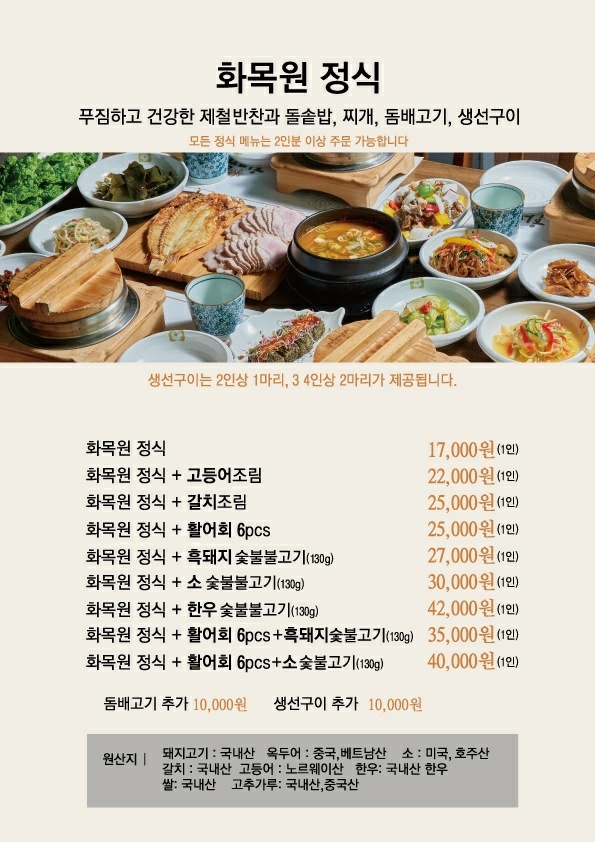 화목원 정식
푸짐하고 건강한 제철반찬과 돌솥밥, 찌개, 돔배고기, 생선구이
모든 정식 메뉴는 2인분 이상 주문 가능합니다
생선구이는 2인상 1마리, 3 4인상 2마리가 제공됩니다.
화목원 정식 17,000원(1인)
화목원 정식 + 고등어조림 22,000원(1인)
화목원 정식 + 갈치조림 25,000원(1인)
화목원 정식 + 활어회 6pcs 25,000원(1인)
화목원 정식 + 흑돼지 숯불불고기(130g) 27,000원(1인)
화목원 정식 + 소 숯불불고기(130g) 30,000원(1인)
화목원 정식 + 한우 숯불불고기(130g) 42,000원(1인)
화목원 정식 + 활어회 6pcs+흑돼지숯불고기(130g) 35,000원(1인)
화목원 정식 + 활어회 6pcs+소 숯불고기(130g) 40,000원(1인)
돔배고기 추가 10,000원 생선구이 추가 10,000원
원산지 | 돼지고기 : 국내산 옥두어 : 중국,베트남산 소 : 미국, 호주산
갈치 : 국내산 고등어 : 노르웨이산 한우: 국내산 한우
쌀: 국내산 고추가루: 국내산,중국산